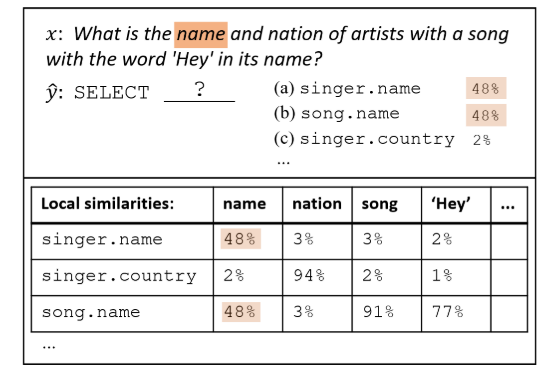 x: What is the name and nation of artists with a song
with the word 'Hey' in its name?
ŷ: SELECT ? (a) singer.name 48%
(b) song.name 48%
(c) singer.country 2%
...
Local similarities: name nation song ‘Hey’ ...
singer.name 48% 3% 3% 2%
singer.country 2% 94% 2% 1%
song.name 48% 3% 91% 77%
...